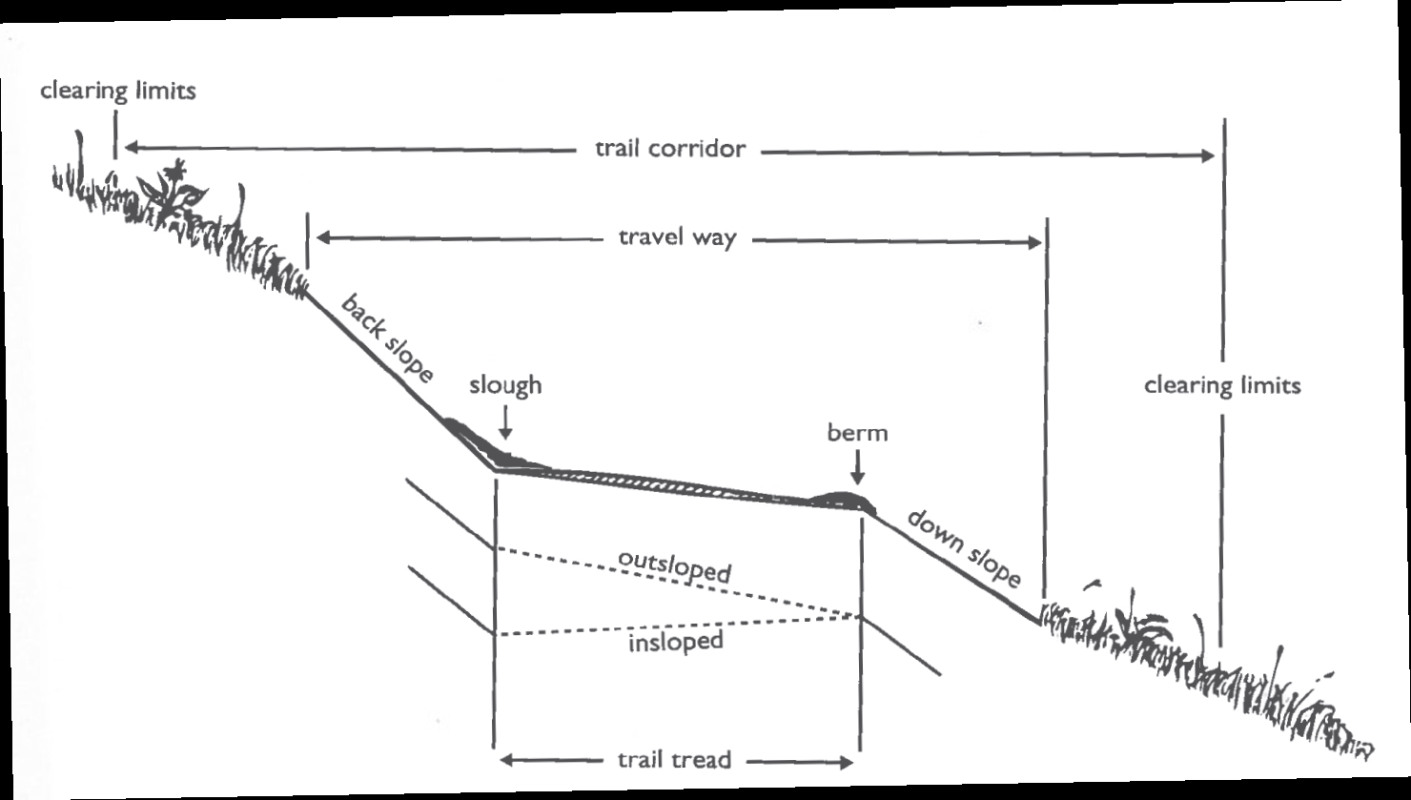 clearing limits
trail corridor
travel way
back slope
slough
clearing limits
berm
down slope
outsloped
insloped
trail tread